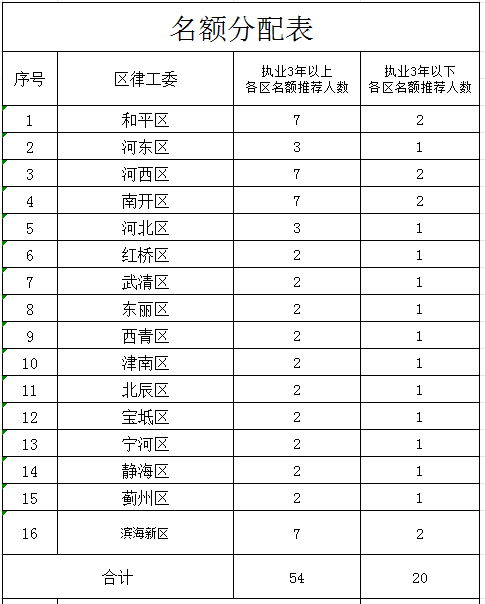 名额分配表
序号 区律工委 执业3年以上 执业3年以下
各区名额推荐人数 各区名额推荐人数
1 和平区 7 2
2 河东区 3 1
3 河西区 7 2
4 南开区 7 2
5 河北区 3 1
6 红桥区 2 1
7 武清区 2 1
8 东丽区 2 1
9 西青区 2 1
10 津南区 2 1
11 北辰区 2 1
12 宝坻区 2 1
13 宁河区 2 1
14 静海区 2 1
15 蓟州区 2 1
16 滨海新区 7 2
合计 54 20